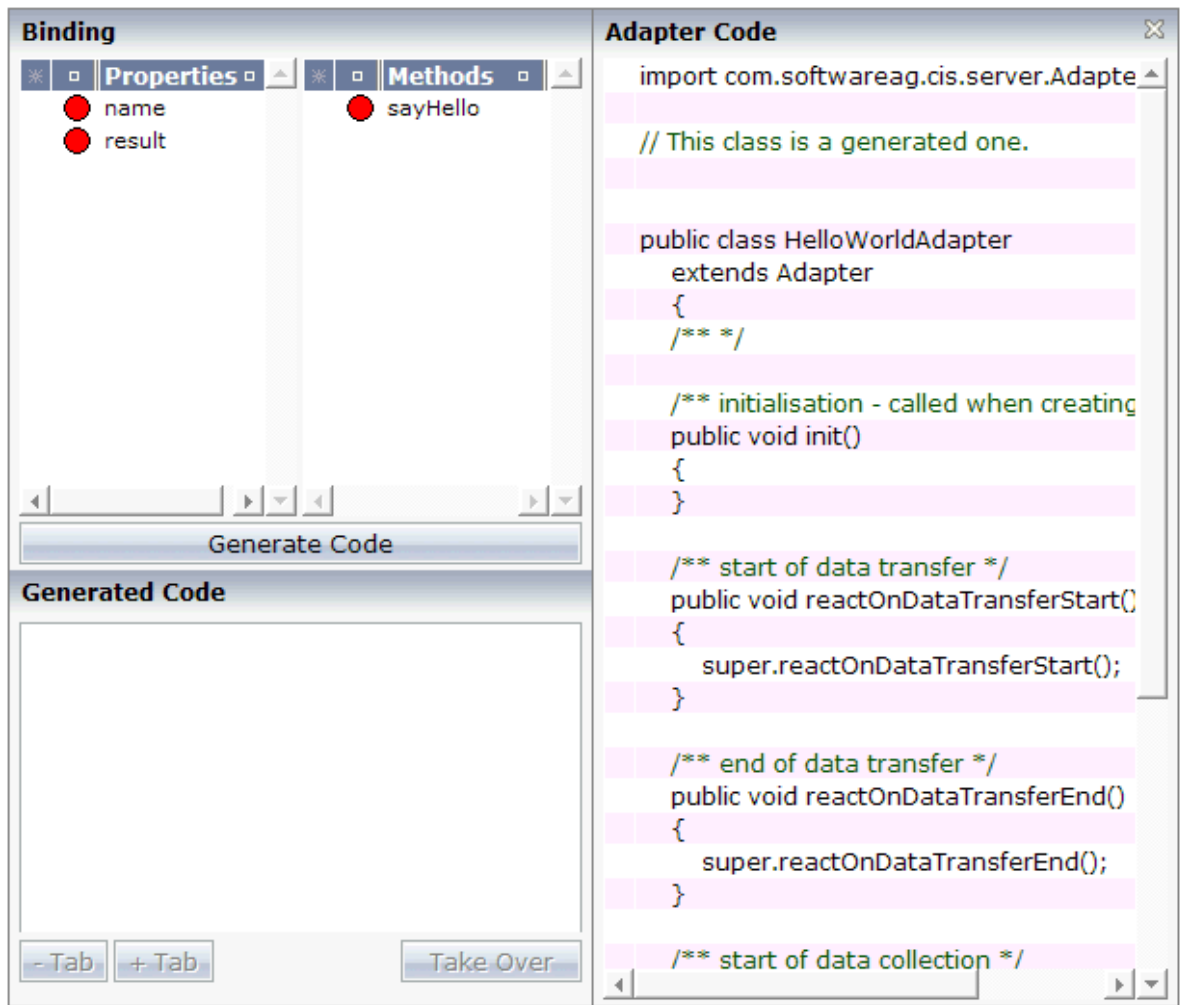 Binding
Properties
Methods
name
sayHello
result
Generate Code
Generated Code
- Tab
+ Tab
Take Over
Adapter Code
import com.softwareag.cis.server.Adapte
// This class is a generated one.
public class HelloWorldAdapter
extends Adapter
{
/** */
/** initialisation - called when creating
public void init()
{
}
/** start of data transfer */
public void reactOnDataTransferStart()
{
super.reactOnDataTransferStart();
}
/** end of data transfer */
public void reactOnDataTransferEnd()
{
super.reactOnDataTransferEnd();
}
/** start of data collection */